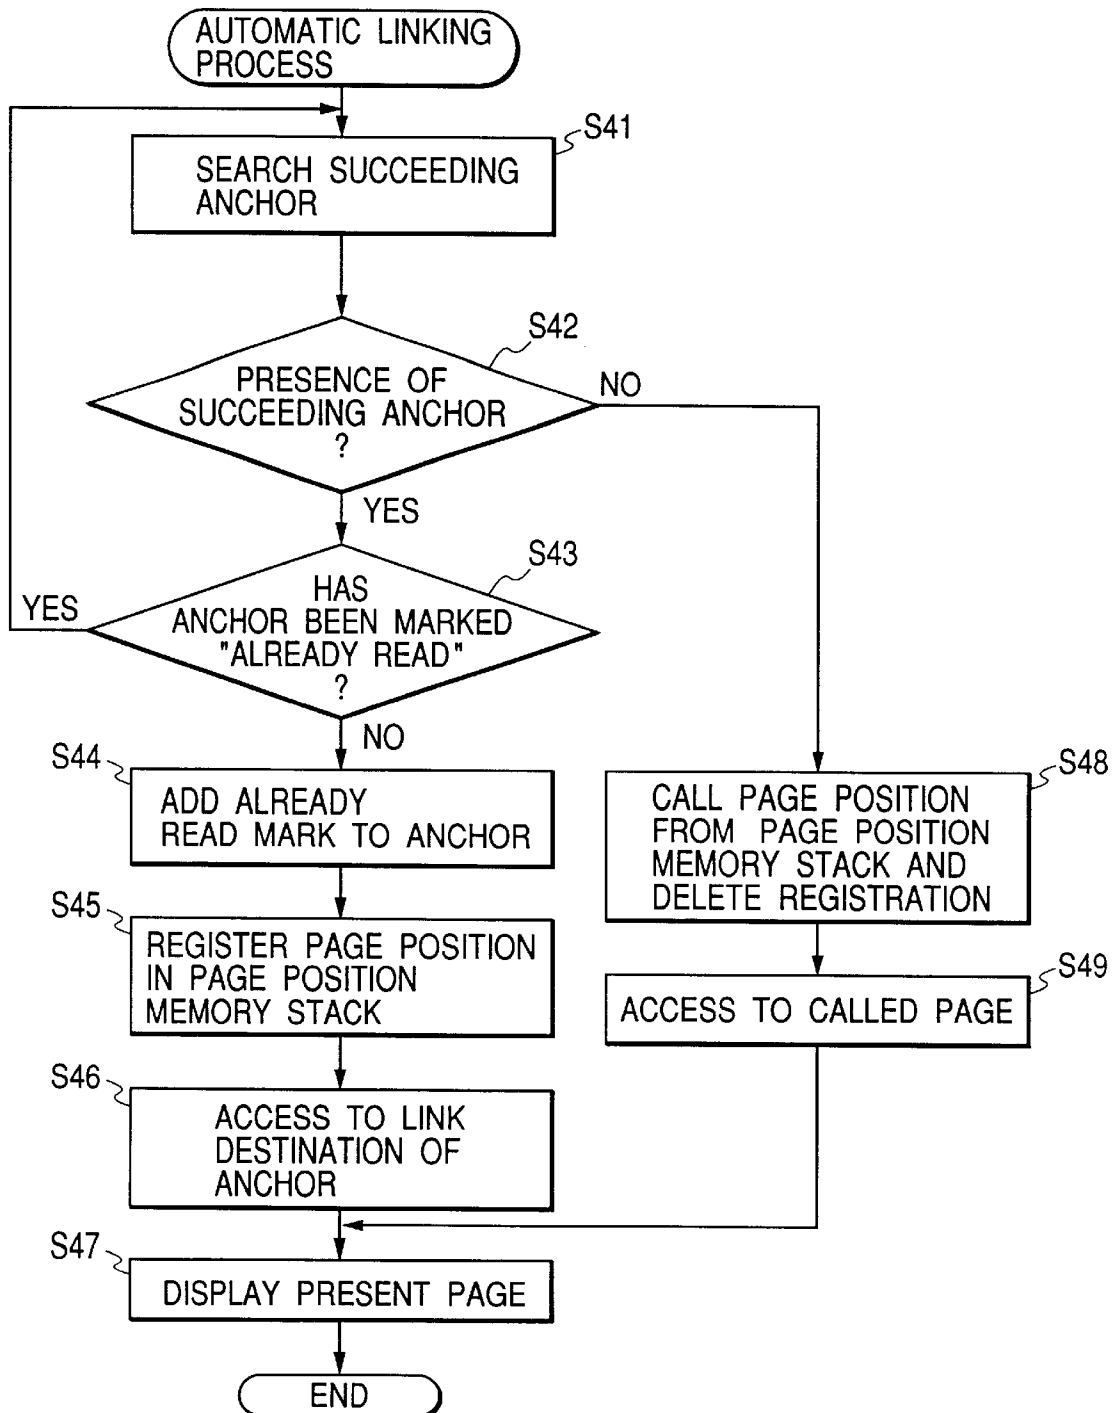 AUTOMATIC LINKING
PROCESS
S41
SEARCH SUCCEEDING
ANCHOR
S42
PRESENCE OF
SUCCEEDING ANCHOR
?
NO
YES
S43
HAS
ANCHOR BEEN MARKED
"ALREADY READ"
?
YES
NO
S44
ADD ALREADY
READ MARK TO ANCHOR
S48
CALL PAGE POSITION
FROM PAGE POSITION
MEMORY STACK AND
DELETE REGISTRATION
S45
REGISTER PAGE POSITION
IN PAGE POSITION
MEMORY STACK
S49
ACCESS TO CALLED PAGE
S46
ACCESS TO LINK
DESTINATION OF
ANCHOR
S47
DISPLAY PRESENT PAGE
END